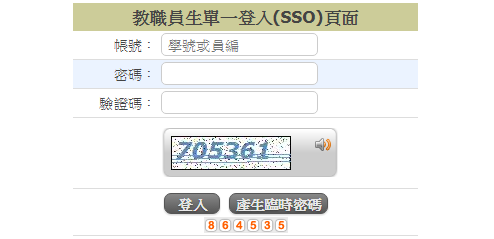 教職員生單一登入(SSO)頁面
帳號： 學號或員編
密碼：
驗證碼：
705361
登入 產生臨時密碼
864535